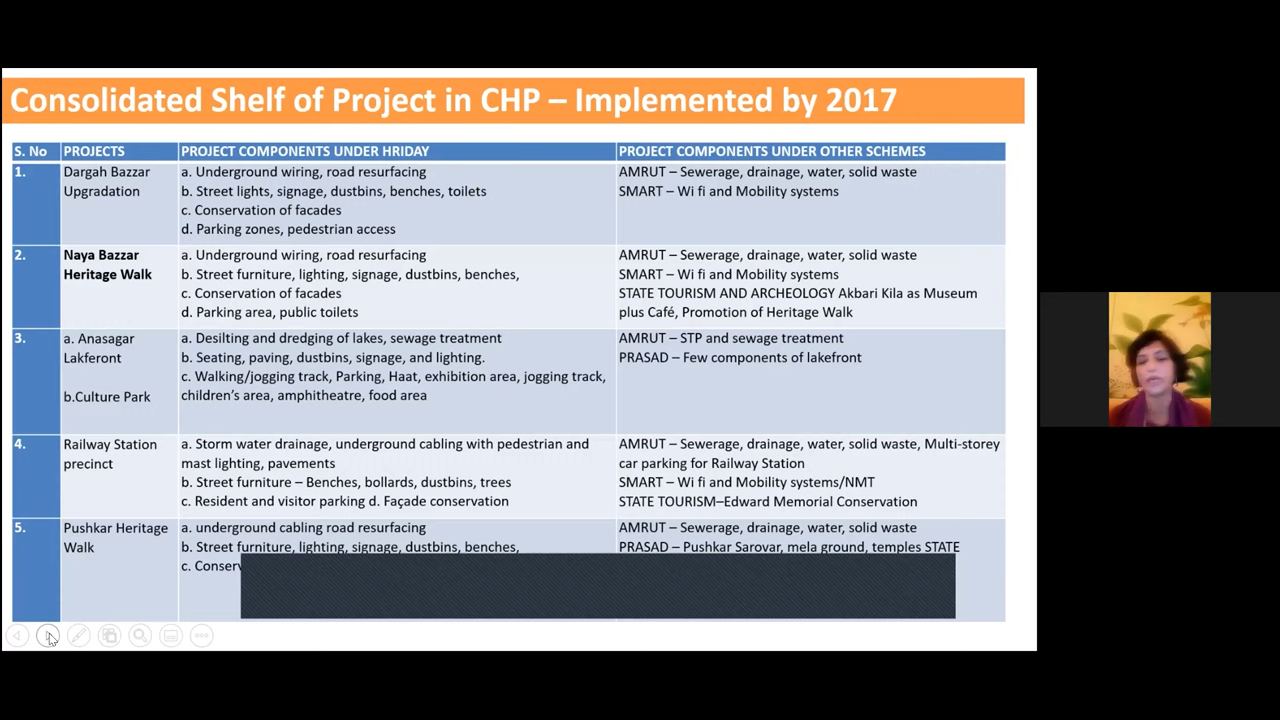 Consolidated Shelf of Project in CHP – Implemented by 2017
S. No PROJECTS PROJECT COMPONENTS UNDER HRIDAY PROJECT COMPONENTS UNDER OTHER SCHEMES
1. Dargah Bazzar a. Underground wiring, road resurfacing AMRUT – Sewerage, drainage, water, solid waste
Upgradation b. Street lights, signage, dustbins, benches, toilets SMART – Wi fi and Mobility systems
c. Conservation of facades
d. Parking zones, pedestrian access
2. Naya Bazzar a. Underground wiring, road resurfacing AMRUT – Sewerage, drainage, water, solid waste
Heritage Walk b. Street furniture, lighting, signage, dustbins, benches, SMART – Wi fi and Mobility systems
c. Conservation of facades STATE TOURISM AND ARCHEOLOGY Akbari Kila as Museum
d. Parking area, public toilets plus Café, Promotion of Heritage Walk
3. a. Anasagar a. Desilting and dredging of lakes, sewage treatment AMRUT – STP and sewage treatment
Lakferont b. Seating, paving, dustbins, signage, and lighting. PRASAD – Few components of lakefront
c. Walking/jogging track, Parking, Haat, exhibition area, jogging track,
b.Culture Park children's area, amphitheatre, food area
4. Railway Station a. Storm water drainage, underground cabling with pedestrian and AMRUT – Sewerage, drainage, water, solid waste, Multi-storey
precinct mast lighting, pavements car parking for Railway Station
b. Street furniture – Benches, bollards, dustbins, trees SMART – Wi fi and Mobility systems/NMT
c. Resident and visitor parking d. Façade conservation STATE TOURISM–Edward Memorial Conservation
5. Pushkar Heritage a. underground cabling road resurfacing AMRUT – Sewerage, drainage, water, solid waste
Walk b. Street furniture, lighting, signage, dustbins, benches, PRASAD – Pushkar Sarovar, mela ground, temples STATE
c.